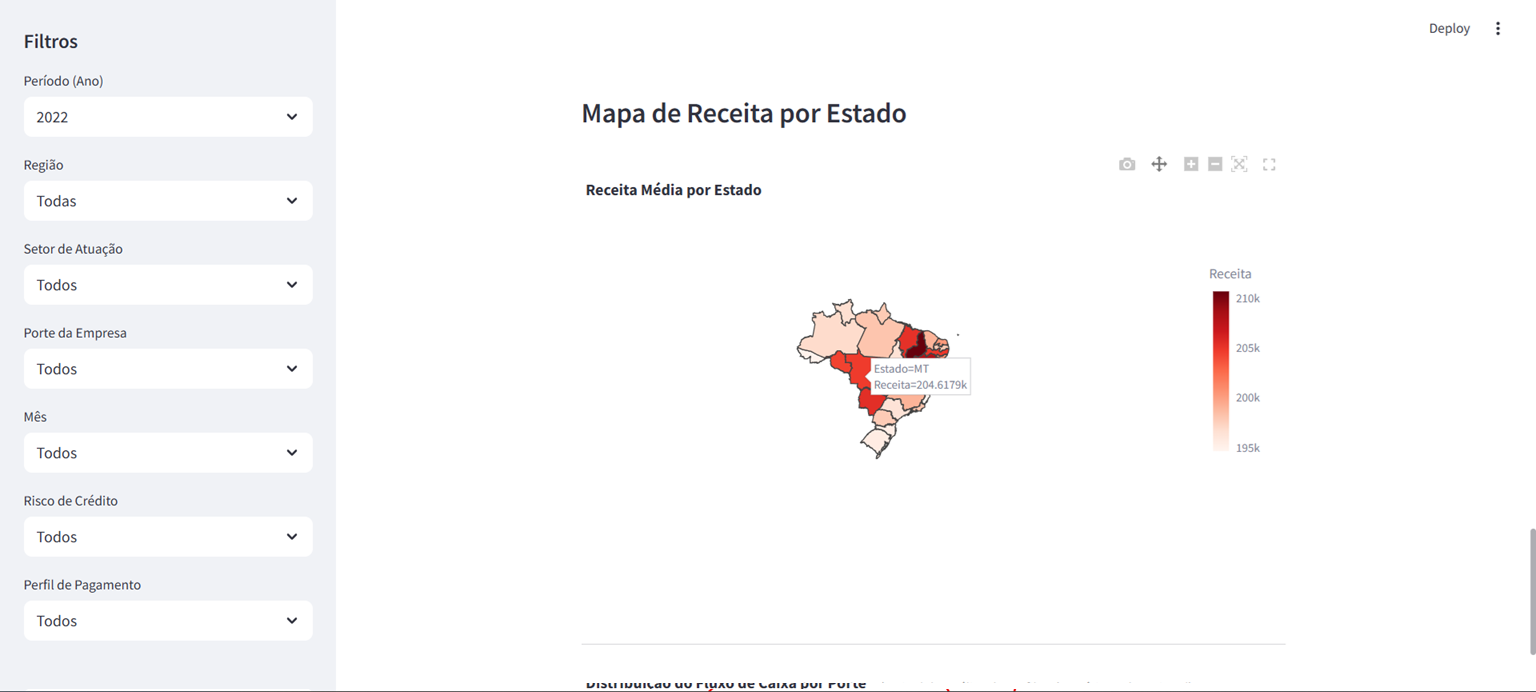 Filtros
Período (Ano)
2022
Região
Todas
Setor de Atuação
Todos
Porte da Empresa
Todos
Mês
Todos
Risco de Crédito
Todos
Perfil de Pagamento
Todos
Deploy
Mapa de Receita por Estado
Receita Média por Estado
Estado=MT
Receita=204.6179k
Receita
210k
205k
200k
195k
Distribuição do Fluxo de Caixa por Porte